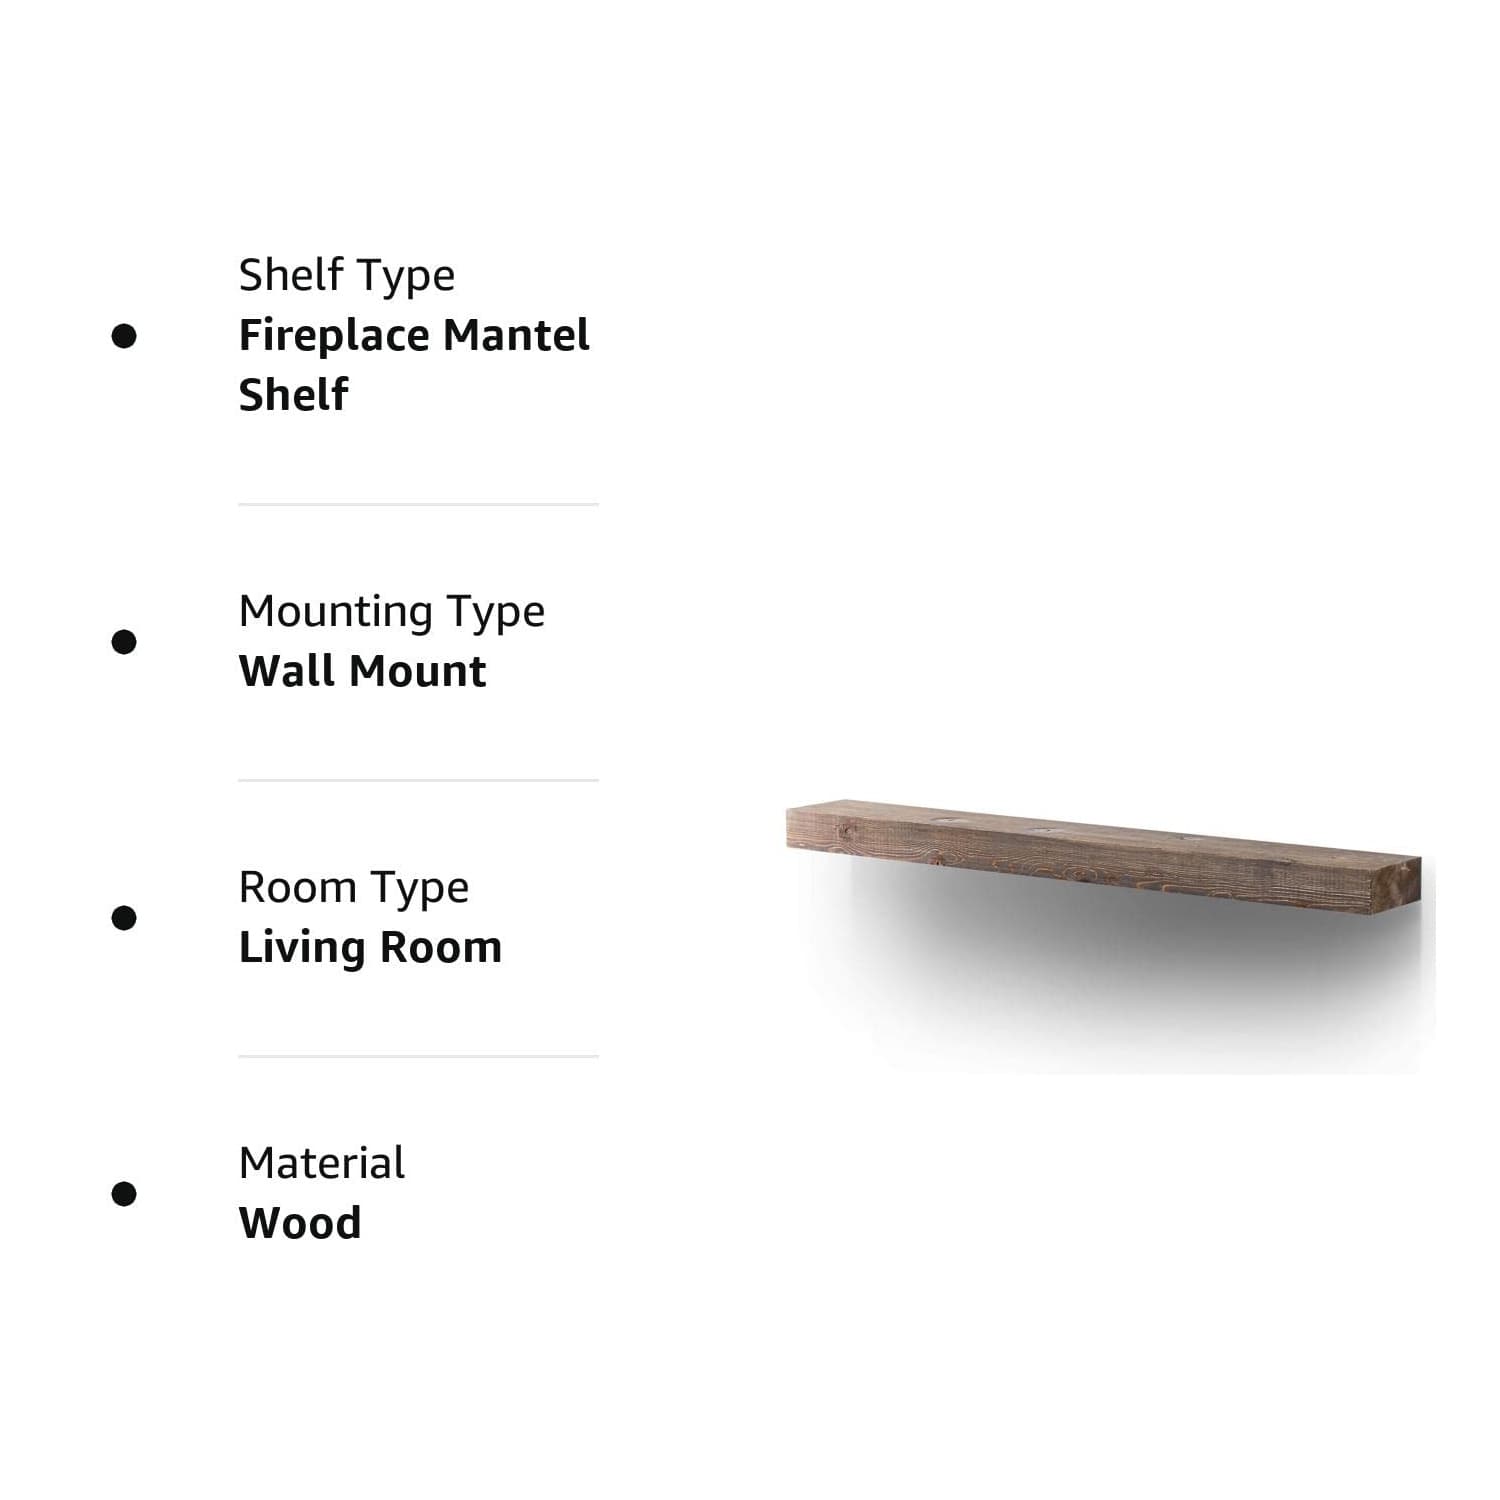 Shelf Type
Fireplace Mantel
Shelf
Mounting Type
Wall Mount
Room Type
Living Room
Material
Wood